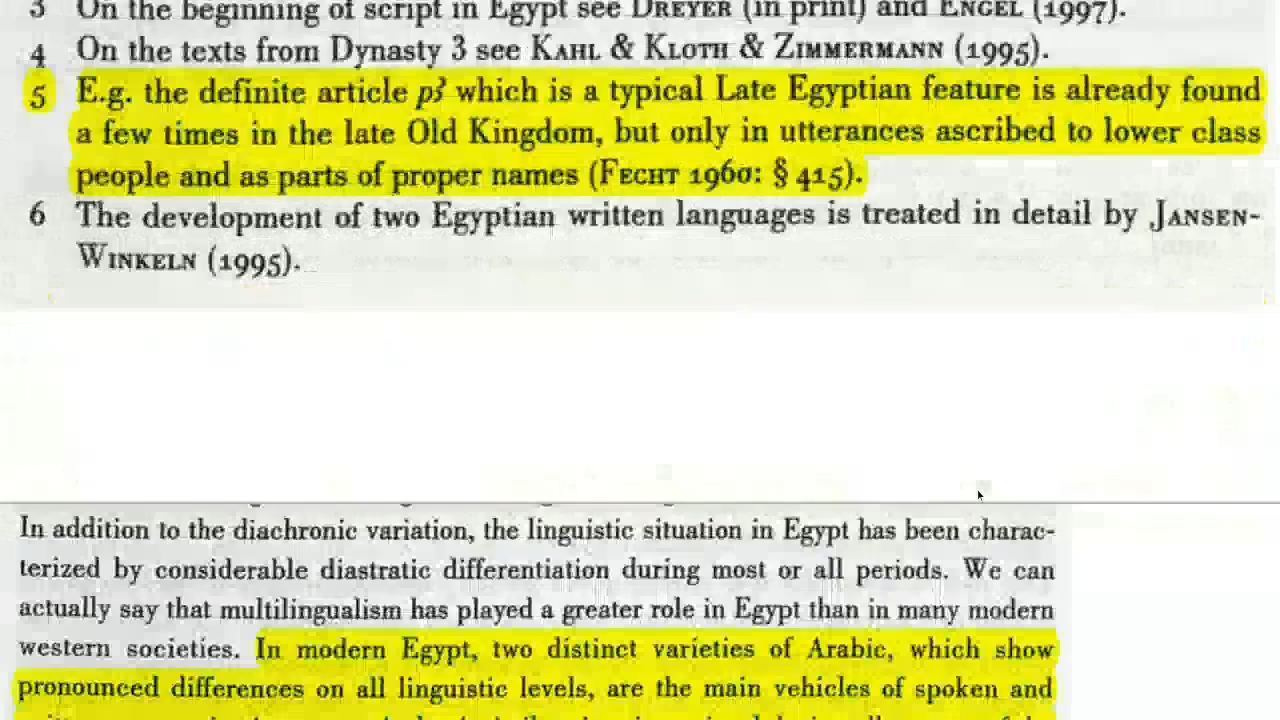 3 On the beginning of script in Egypt see DREYER (in print) and ENGEL (1997).
4 On the texts from Dynasty 3 see KAHL & KLOTH & ZIMMERMANN (1995).
5 E.g. the definite article pꜣ which is a typical Late Egyptian feature is already found
a few times in the late Old Kingdom, but only in utterances ascribed to lower class
people and as parts of proper names (FECHT 1960: § 415).
6 The development of two Egyptian written languages is treated in detail by JANSEN-
WINKELN (1995).
In addition to the diachronic variation, the linguistic situation in Egypt has been charac-
terized by considerable diastratic differentiation during most or all periods. We can
actually say that multilingualism has played a greater role in Egypt than in many modern
western societies. In modern Egypt, two distinct varieties of Arabic, which show
pronounced differences on all linguistic levels, are the main vehicles of spoken and